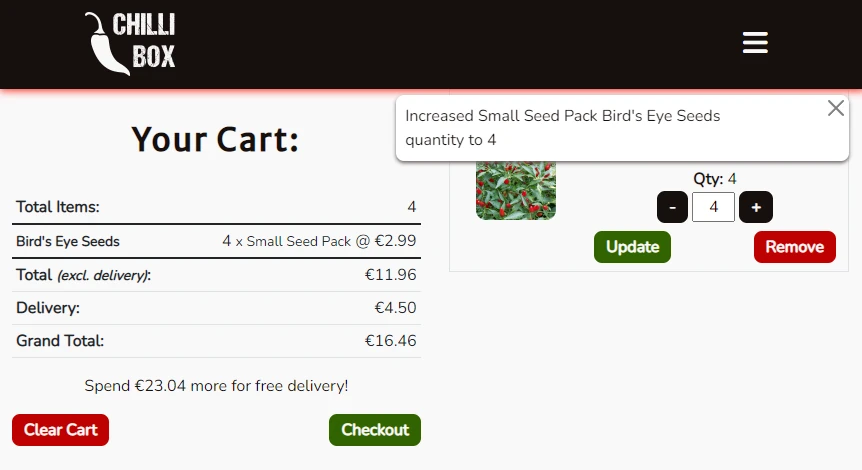 CHILLI
BOX
Increased Small Seed Pack Bird's Eye Seeds
quantity to 4
Your Cart:
Total Items: 4
Bird's Eye Seeds 4 x Small Seed Pack @ €2.99
Total (excl. delivery): €11.96
Delivery: €4.50
Grand Total: €16.46
Spend €23.04 more for free delivery!
Clear Cart Checkout
Qty: 4
- 4 +
Update Remove